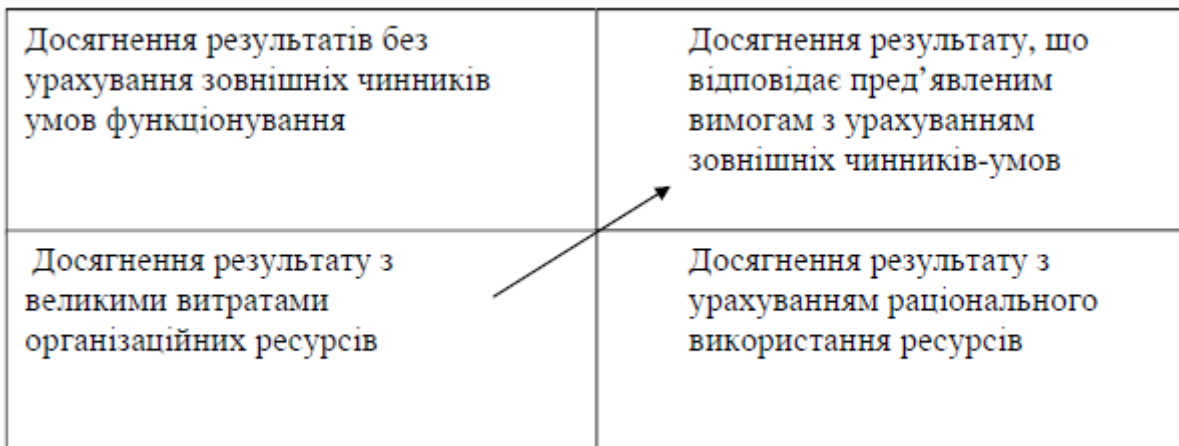 Досягнення результатів без
урахування зовнішніх чинників
умов функціонування
Досягнення результату, що
відповідає пред’явленим
вимогам з урахуванням
зовнішніх чинників-умов
Досягнення результату з
великими витратами
організаційних ресурсів
Досягнення результату з
урахуванням раціонального
використання ресурсів